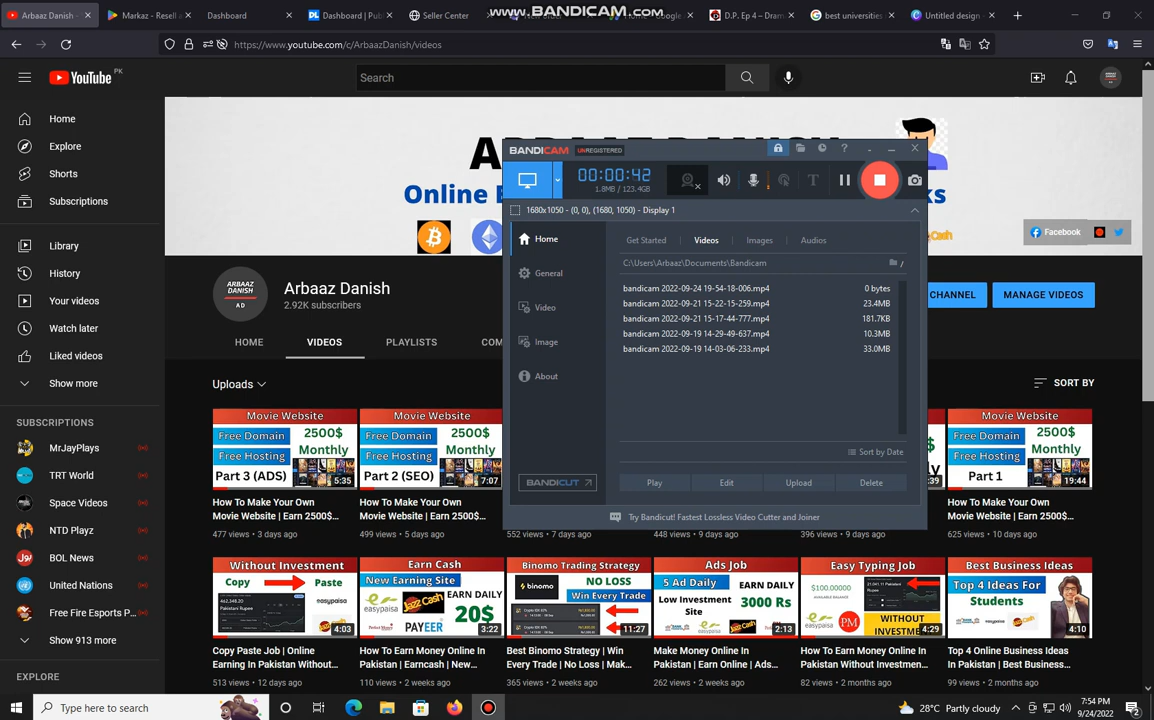 Arbaaz Danish -
Markaz - Resell a
Dashboard
Dashboard | Pub
Seller Center
www.BANDICAM.com
D.P. Ep 4 – Dram
best universities
Untitled design
https://www.youtube.com/c/ArbaazDanish/videos
YouTube PK
Search
Home
Explore
Shorts
Subscriptions
Library
History
Your videos
Watch later
Liked videos
Show more
SUBSCRIPTIONS
MrJayPlays
TRT World
Space Videos
NTD Playz
BOL News
United Nations
Free Fire Esports P...
Show 913 more
EXPLORE
Facebook
ARBAAZ
DANISH
AD
Arbaaz Danish
2.92K subscribers
CHANNEL
MANAGE VIDEOS
HOME
VIDEOS
PLAYLISTS
COM
Uploads
SORT BY
BANDICAM UNREGISTERED
00:00:42
1.8MB / 123.4GB
1680x1050 - (0, 0), (1680, 1050) - Display 1
Home
General
Video
Image
About
BANDICUT
Get Started
Videos
Images
Audios
C:\Users\Arbaaz\Documents\Bandicam
bandicam 2022-09-24 19-54-18-006.mp4 0 bytes
bandicam 2022-09-21 15-22-15-259.mp4 23.4MB
bandicam 2022-09-21 15-17-44-777.mp4 181.7KB
bandicam 2022-09-19 14-29-49-637.mp4 10.3MB
bandicam 2022-09-19 14-03-06-233.mp4 33.0MB
Sort by Date
Play
Edit
Upload
Delete
Try Bandicut! Fastest Lossless Video Cutter and Joiner
Movie Website
Free Domain
Free Hosting
2500$
Monthly
Part 3 (ADS)
5:35
How To Make Your Own
Movie Website | Earn 2500$...
477 views • 3 days ago
Movie Website
Free Domain
Free Hosting
2500$
Monthly
Part 2 (SEO)
7:07
How To Make Your Own
Movie Website | Earn 2500$...
499 views • 5 days ago
552 views • 7 days ago
448 views • 9 days ago
:39
396 views • 9 days ago
Movie Website
Free Domain
Free Hosting
2500$
Monthly
Part 1
19:44
How To Make Your Own
Movie Website | Earn 2500$...
625 views • 10 days ago
Without Investment
Copy
Paste
easypaisa
JazzCash
4:03
Copy Paste Job | Online
Earning In Pakistan Without...
513 views • 12 days ago
Earn Cash
New Earning Site
easypaisa
JazzCash
EARN DAILY
20$
PAYEER
3:22
How To Earn Money Online In
Pakistan | Earncash | New...
322 views • 2 weeks ago
Binomo Trading Strategy
binomo
NO LOSS
Win Every Trade
11:27
Best Binomo Strategy | Win
Every Trade | No Loss | Mak...
365 views • 2 weeks ago
Ads Job
5 Ad Daily
Low Investment
Site
EARN DAILY
3000 Rs
easypaisa
2:13
Make Money Online In
Pakistan | Earn Online | Ads...
262 views • 2 weeks ago
Easy Typing Job
$100.00000
PM
WITHOUT
4:29
How To Earn Money Online In
Pakistan Without Investmen...
82 views • 2 months ago
Best Business Ideas
Top 4 Ideas For
Students
4:10
Top 4 Online Business Ideas
In Pakistan | Best Business...
99 views • 2 months ago
Type here to search
28°C Partly cloudy
7:54 PM
9/24/2022
2